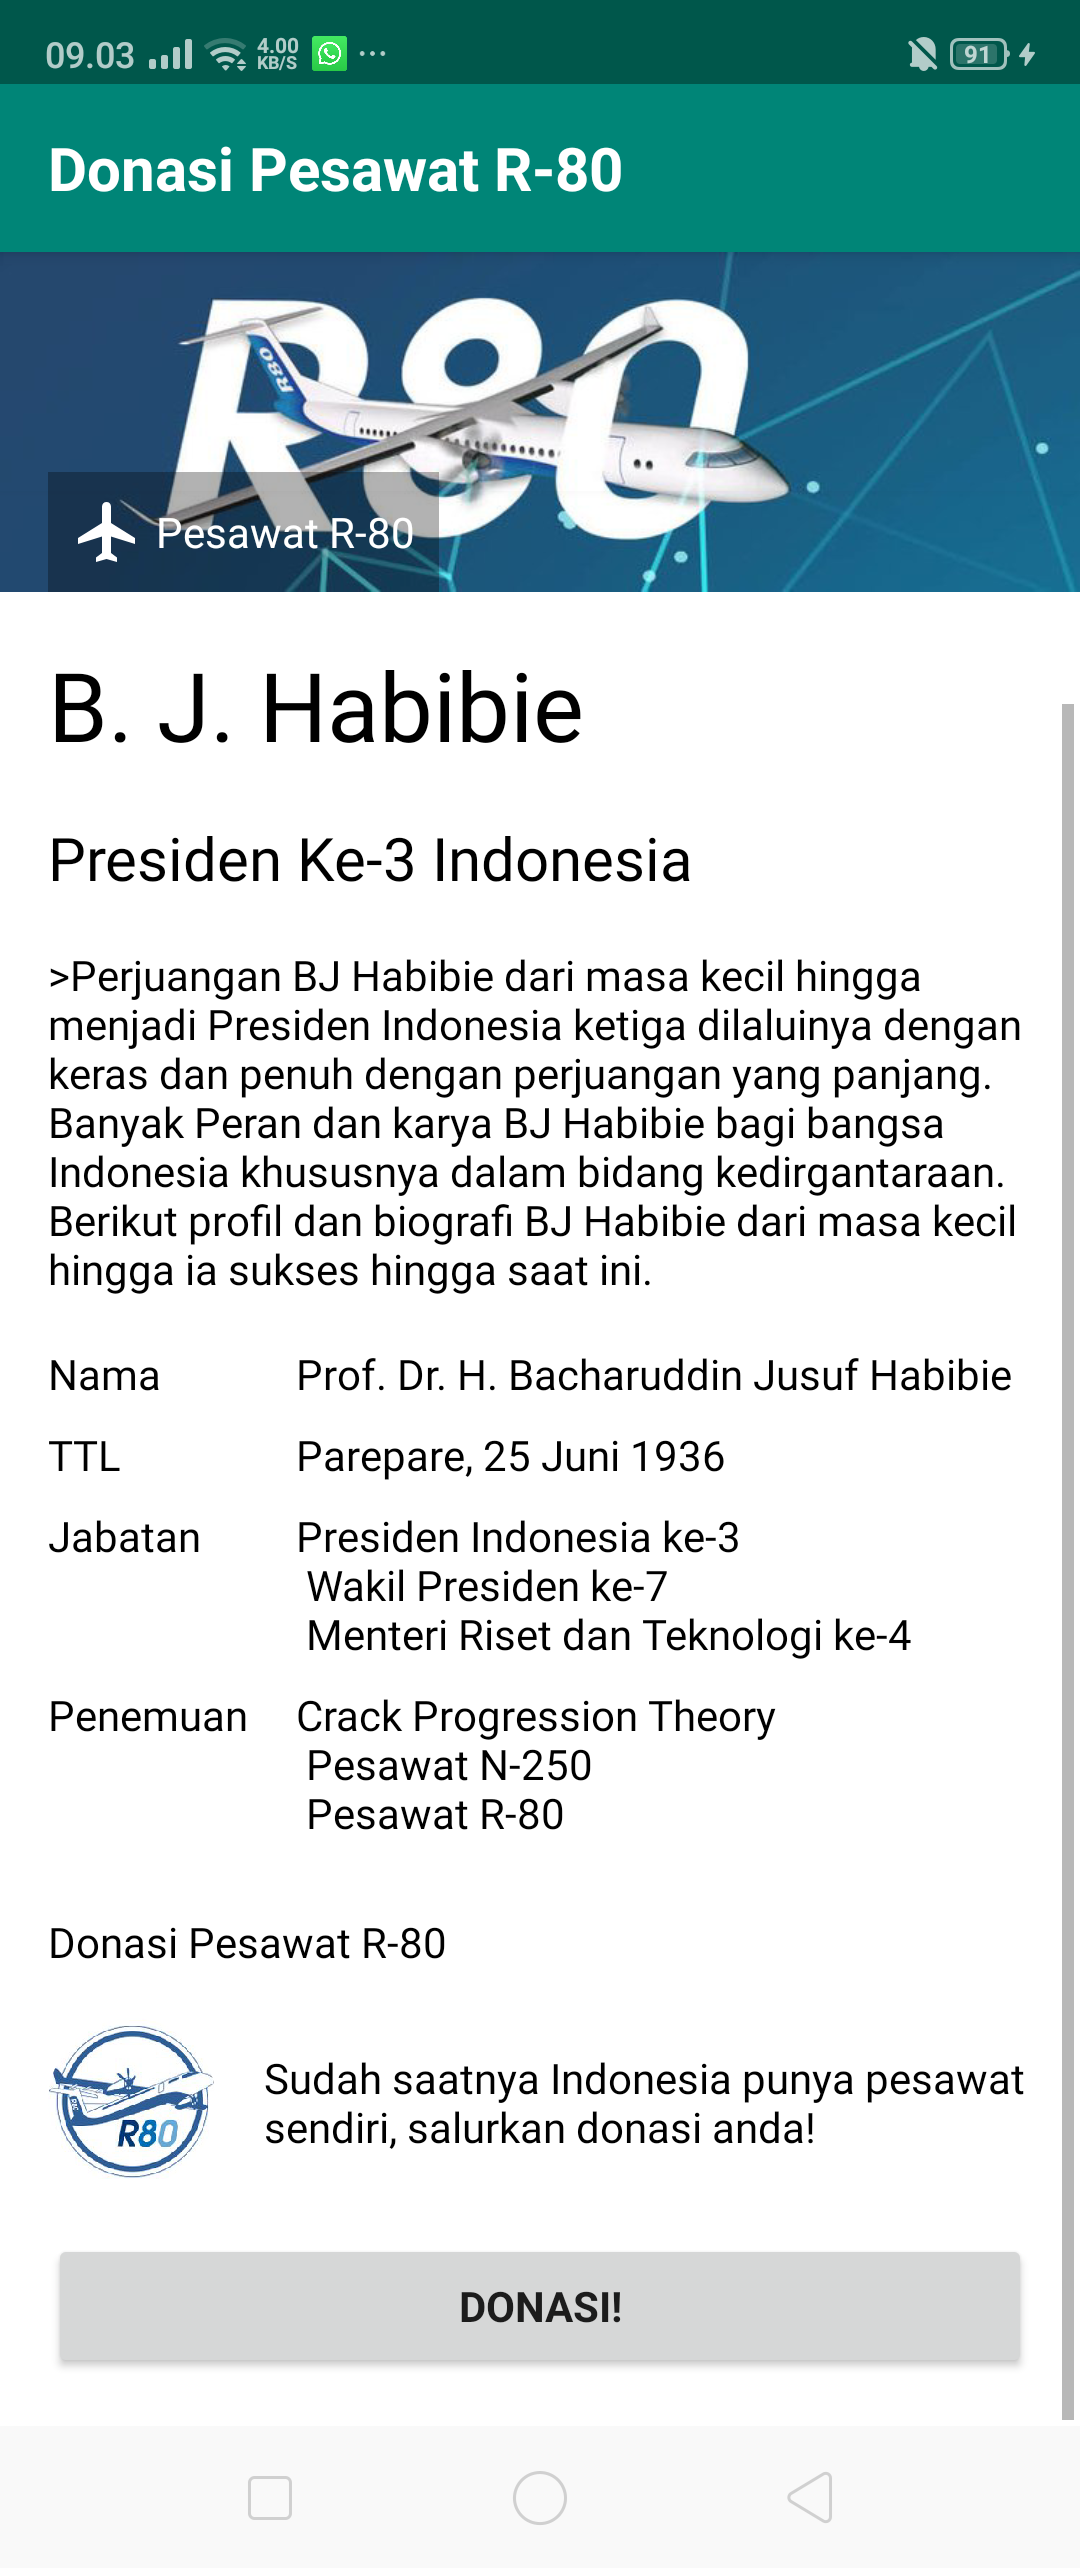 09.03 4.00 KB/S 91
Donasi Pesawat R-80
R80
R80
Pesawat R-80
B. J. Habibie
Presiden Ke-3 Indonesia
>Perjuangan BJ Habibie dari masa kecil hingga
menjadi Presiden Indonesia ketiga dilaluinya dengan
keras dan penuh dengan perjuangan yang panjang.
Banyak Peran dan karya BJ Habibie bagi bangsa
Indonesia khususnya dalam bidang kedirgantaraan.
Berikut profil dan biografi BJ Habibie dari masa kecil
hingga ia sukses hingga saat ini.
Nama Prof. Dr. H. Bacharuddin Jusuf Habibie
TTL Parepare, 25 Juni 1936
Jabatan Presiden Indonesia ke-3
Wakil Presiden ke-7
Menteri Riset dan Teknologi ke-4
Penemuan Crack Progression Theory
Pesawat N-250
Pesawat R-80
Donasi Pesawat R-80
R80
Sudah saatnya Indonesia punya pesawat
sendiri, salurkan donasi anda!
DONASI!